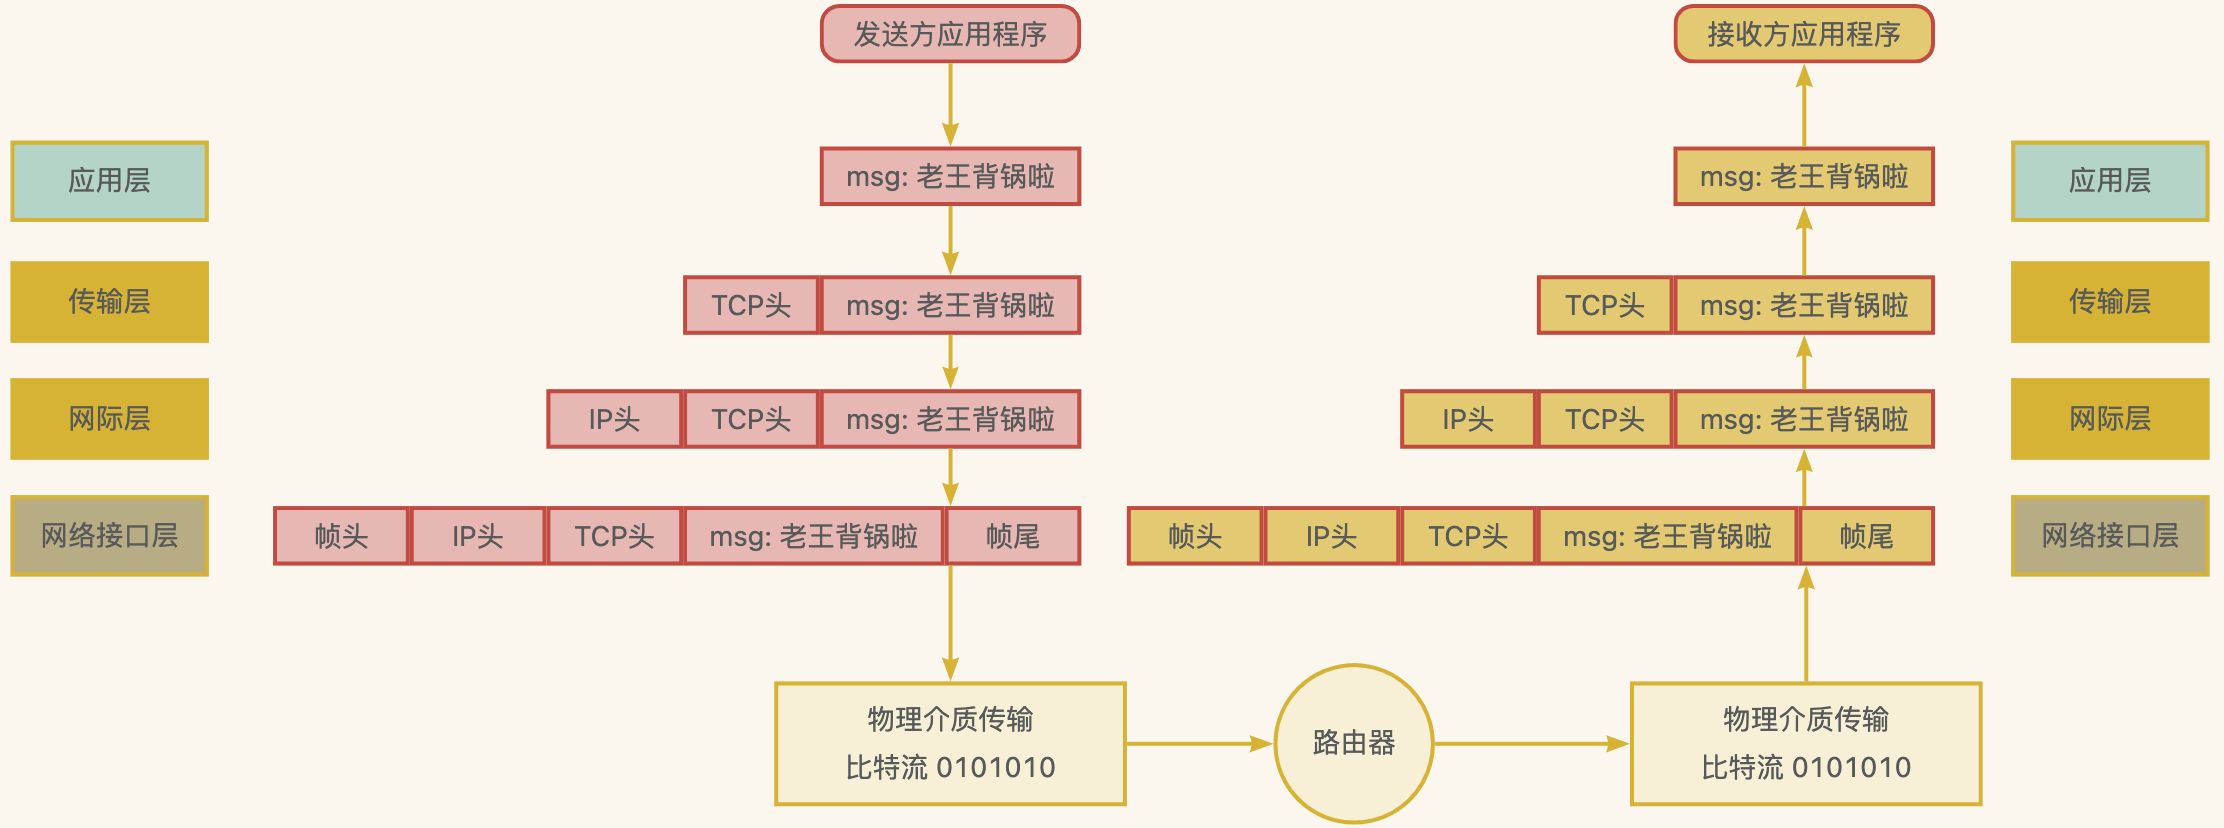 发送方应用程序
接收方应用程序
应用层
msg: 老王背锅啦
msg: 老王背锅啦
应用层
传输层
TCP头
msg: 老王背锅啦
TCP头
msg: 老王背锅啦
传输层
网际层
IP头
TCP头
msg: 老王背锅啦
IP头
TCP头
msg: 老王背锅啦
网际层
网络接口层
帧头
IP头
TCP头
msg: 老王背锅啦
帧尾
帧头
IP头
TCP头
msg: 老王背锅啦
帧尾
网络接口层
物理介质传输
比特流 0101010
路由器
物理介质传输
比特流 0101010